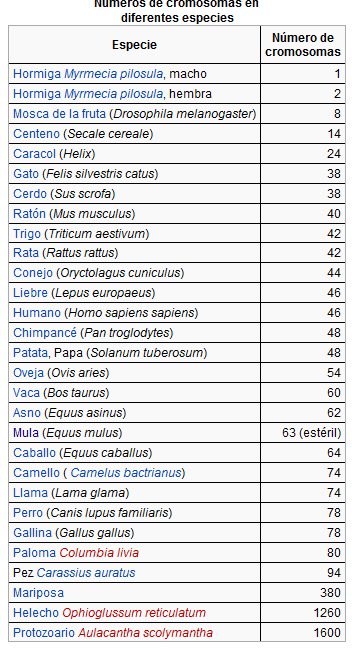 Números de cromosomas en
diferentes especies
Especie Número de cromosomas
Hormiga Myrmecia pilosula, macho 1
Hormiga Myrmecia pilosula, hembra 2
Mosca de la fruta (Drosophila melanogaster) 8
Centeno (Secale cereale) 14
Caracol (Helix) 24
Gato (Felis silvestris catus) 38
Cerdo (Sus scrofa) 38
Ratón (Mus musculus) 40
Trigo (Triticum aestivum) 42
Rata (Rattus rattus) 42
Conejo (Oryctolagus cuniculus) 44
Liebre (Lepus europaeus) 46
Humano (Homo sapiens sapiens) 46
Chimpancé (Pan troglodytes) 48
Patata, Papa (Solanum tuberosum) 48
Oveja (Ovis aries) 54
Vaca (Bos taurus) 60
Asno (Equus asinus) 62
Mula (Equus mulus) 63 (estéril)
Caballo (Equus caballus) 64
Camello ( Camelus bactrianus) 74
Llama (Lama glama) 74
Perro (Canis lupus familiaris) 78
Gallina (Gallus gallus) 78
Paloma Columbia livia 80
Pez Carassius auratus 94
Mariposa 380
Helecho Ophioglussum reticulatum 1260
Protozoario Aulacantha scolymantha 1600